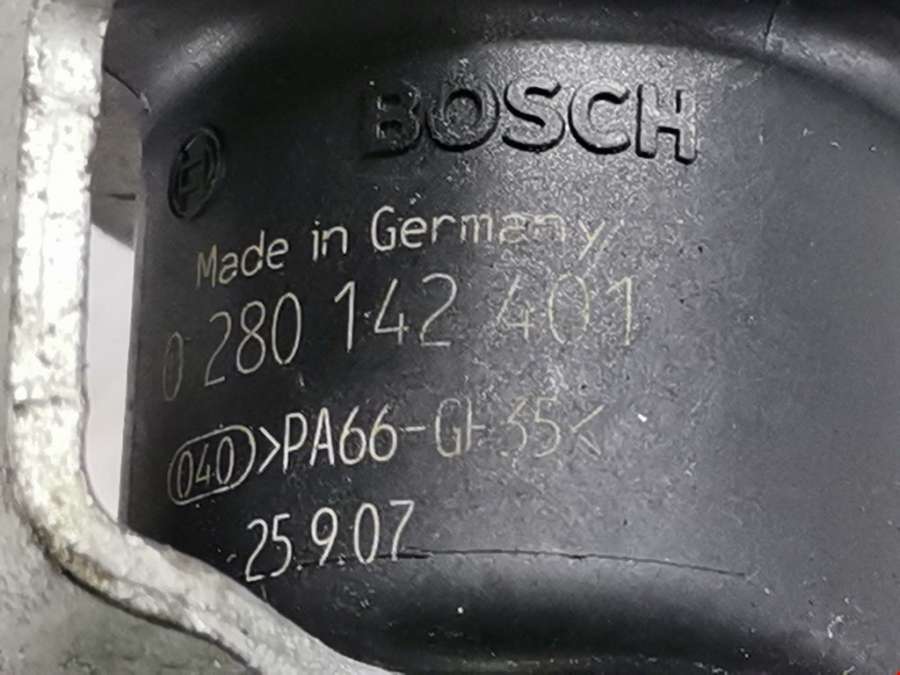 BOSCH
Made in Germany
0 280 142 401
040 >PA66-GF35<
25.9.07